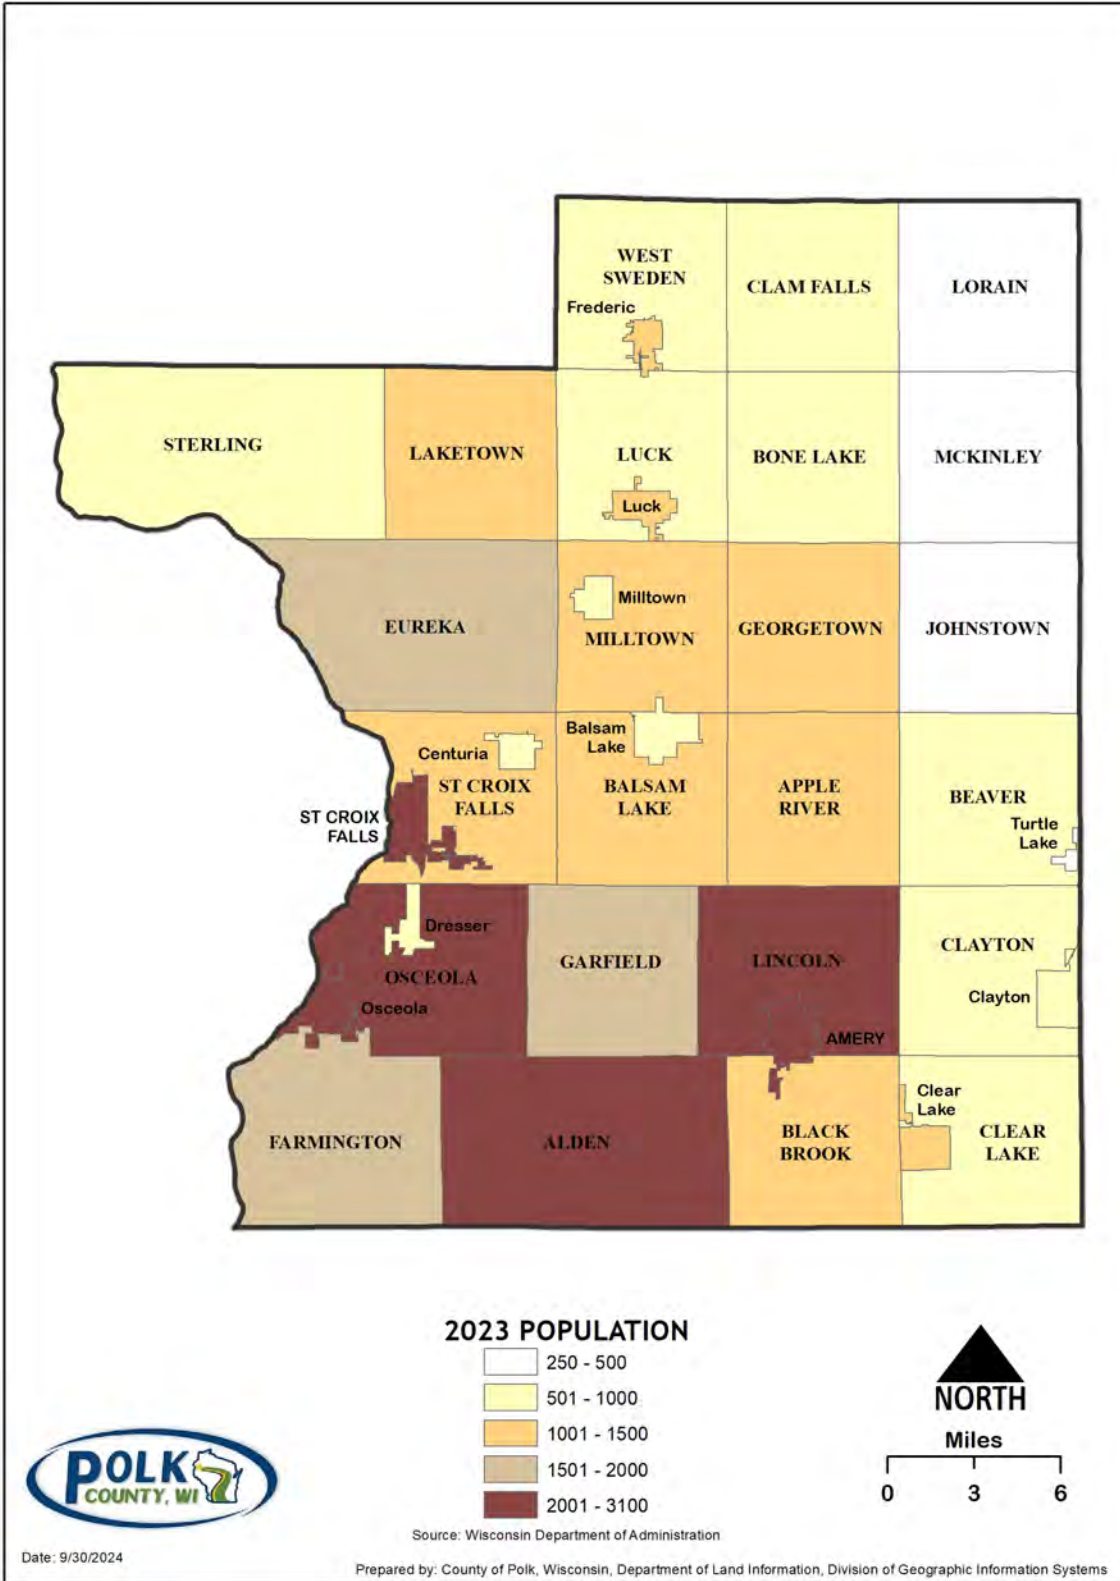 WEST
SWEDEN
CLAM FALLS
LORAIN
Frederic
STERLING
LAKETOWN
LUCK
BONE LAKE
MCKINLEY
Luck
Milltown
EUREKA
MILLTOWN
GEORGETOWN
JOHNSTOWN
Centuria
Balsam
Lake
ST CROIX
FALLS
BALSAM
LAKE
APPLE
RIVER
BEAVER
ST CROIX
FALLS
Turtle
Lake
Dresser
OSCEOLA
GARFIELD
LINCOLN
CLAYTON
Clayton
Osceola
AMERY
Clear
Lake
FARMINGTON
ALDEN
BLACK
BROOK
CLEAR
LAKE
2023 POPULATION
250 - 500
501 - 1000
1001 - 1500
1501 - 2000
2001 - 3100
NORTH
Miles
0 3 6
POLK
COUNTY, WI
Source: Wisconsin Department of Administration
Date: 9/30/2024
Prepared by: County of Polk, Wisconsin, Department of Land Information, Division of Geographic Information Systems